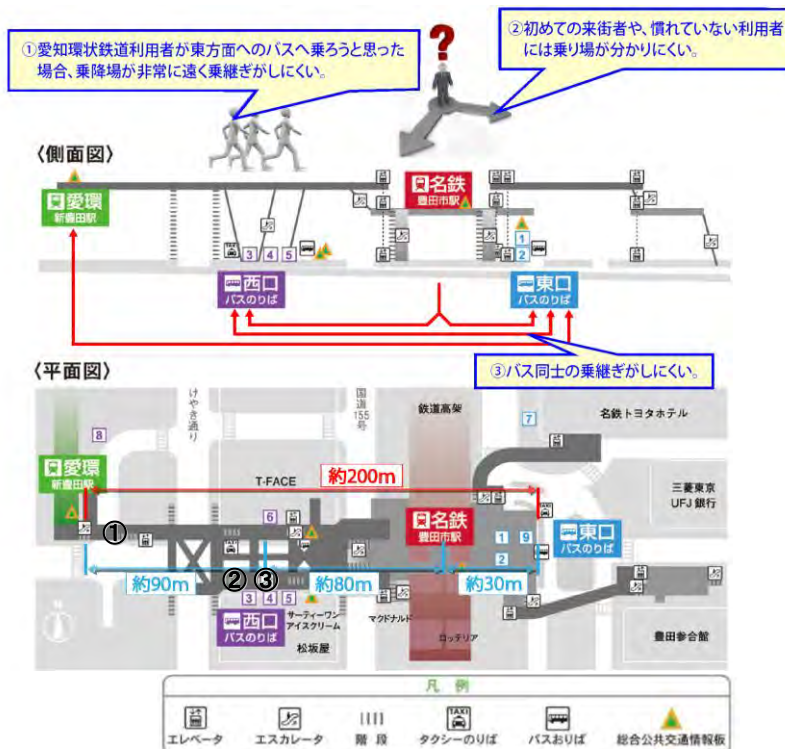 ①愛知環状鉄道利用者が東方面へのバスへ乗ろうと思った
場合、乗降場が非常に遠く乗継ぎがしにくい。
②初めての来街者や、慣れていない利用者
には乗り場が分かりにくい。
?
〈側面図〉
愛環
新豊田駅
名鉄
豊田市駅
TAXI
3 4 5
1
2
西口
バスのりば
東口
バスのりば
③バス同士の乗継ぎがしにくい。
〈平面図〉
けやき通り
国道155号
鉄道高架
7
名鉄トヨタホテル
8
愛環
新豊田駅
約200m
T-FACE
三菱東京
UFJ銀行
①
6
名鉄
豊田市駅
1 9
2
TAXI
東口
バスのりば
TAXI
約90m
②
③
約80m
約30m
3 4 5
西口
バスのりば
サーティーワン
アイスクリーム
マクドナルド
ロッテリア
松坂屋
豊田参合館
凡例
エレベータ
エスカレータ
階段
TAXI
タクシーのりば
バスおりば
総合公共交通情報板